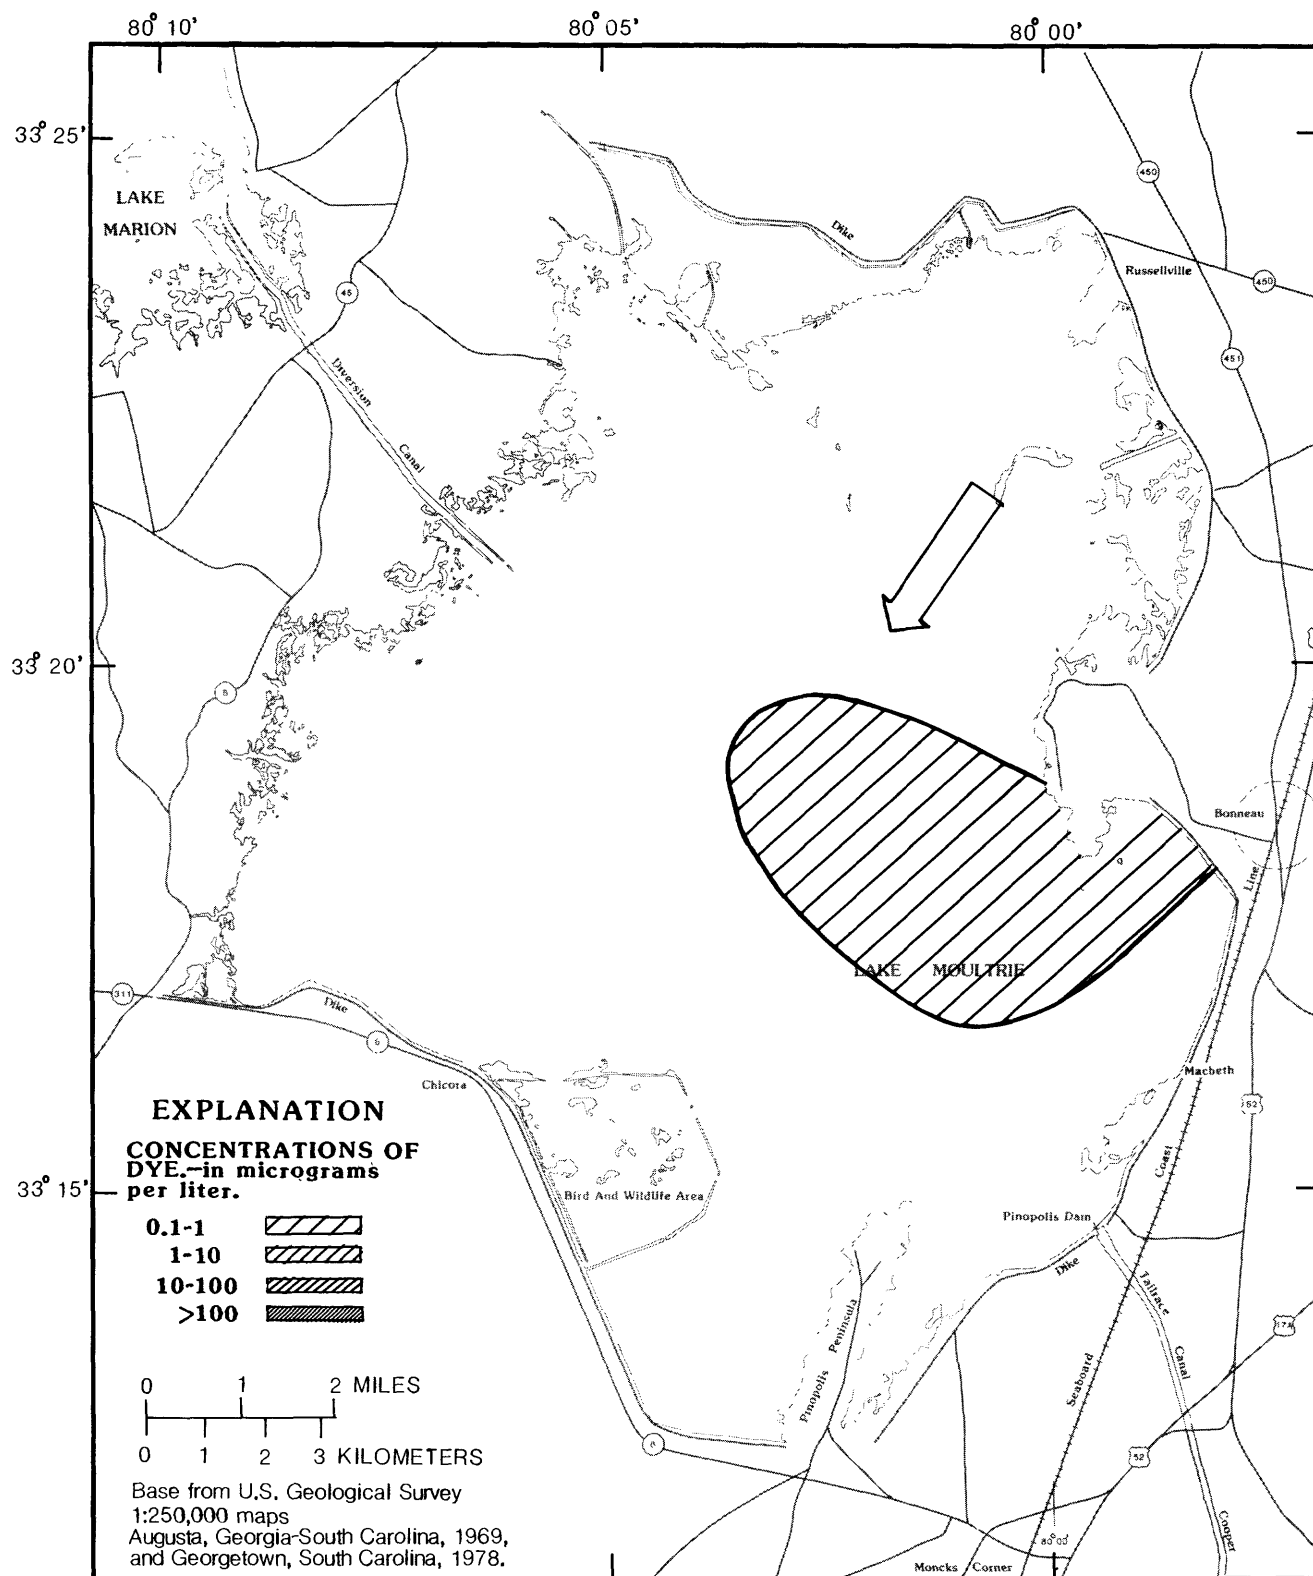 80° 10'
80° 05'
80° 00'
33° 25'
LAKE
MARION
450
Dike
Russellville
450
45
451
Diversion
Canal
33° 20'
8
Bonneau
Line
LAKE MOULTRIE
311
Dike
6
Chicora
Macbeth
52
EXPLANATION
CONCENTRATIONS OF
DYE.—in micrograms
per liter.
Coast
33° 15'
Bird And Wildlife Area
Pinopolis Dam
0.1-1
1-10
10-100
>100
Dike
Tailrace
Canal
Pinopolis Peninsula
Seaboard
0 1 2 MILES
0 1 2 3 KILOMETERS
52
Cooper
80° 00'
Moncks Corner
Base from U.S. Geological Survey
1:250,000 maps
Augusta, Georgia-South Carolina, 1969,
and Georgetown, South Carolina, 1978.